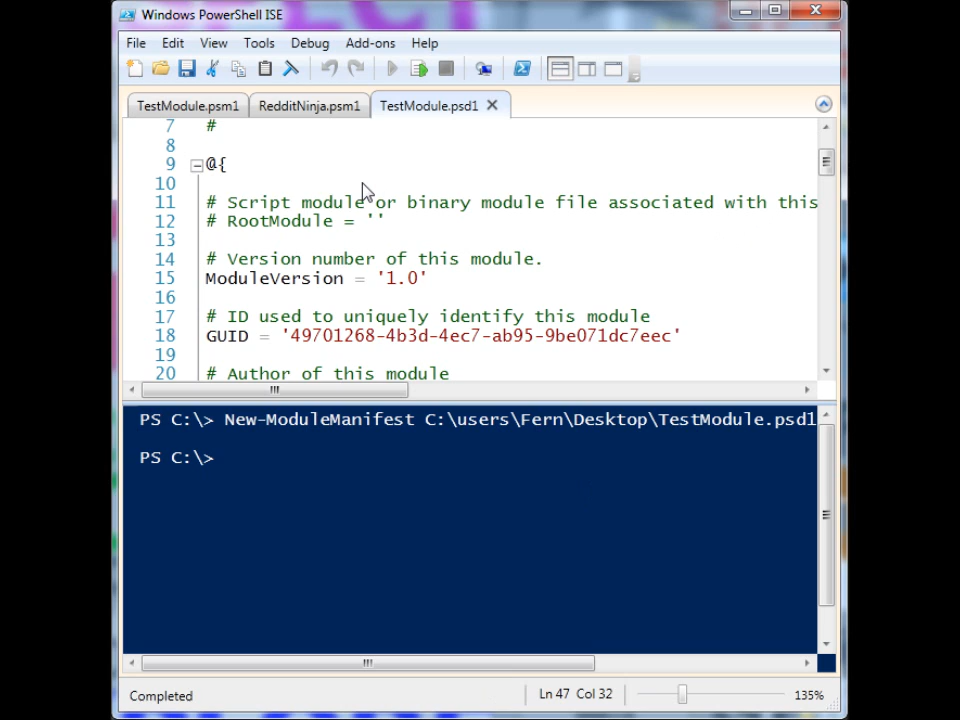 Windows PowerShell ISE
File Edit View Tools Debug Add-ons Help
TestModule.psm1 RedditNinja.psm1 TestModule.psd1
7 #
8
9 @{
10
11 # Script module or binary module file associated with this
12 # RootModule = ''
13
14 # Version number of this module.
15 ModuleVersion = '1.0'
16
17 # ID used to uniquely identify this module
18 GUID = '49701268-4b3d-4ec7-ab95-9be071dc7eec'
19
20 # Author of this module
PS C:\> New-ModuleManifest C:\users\Fern\Desktop\TestModule.psd1
PS C:\>
Completed Ln 47 Col 32 135%